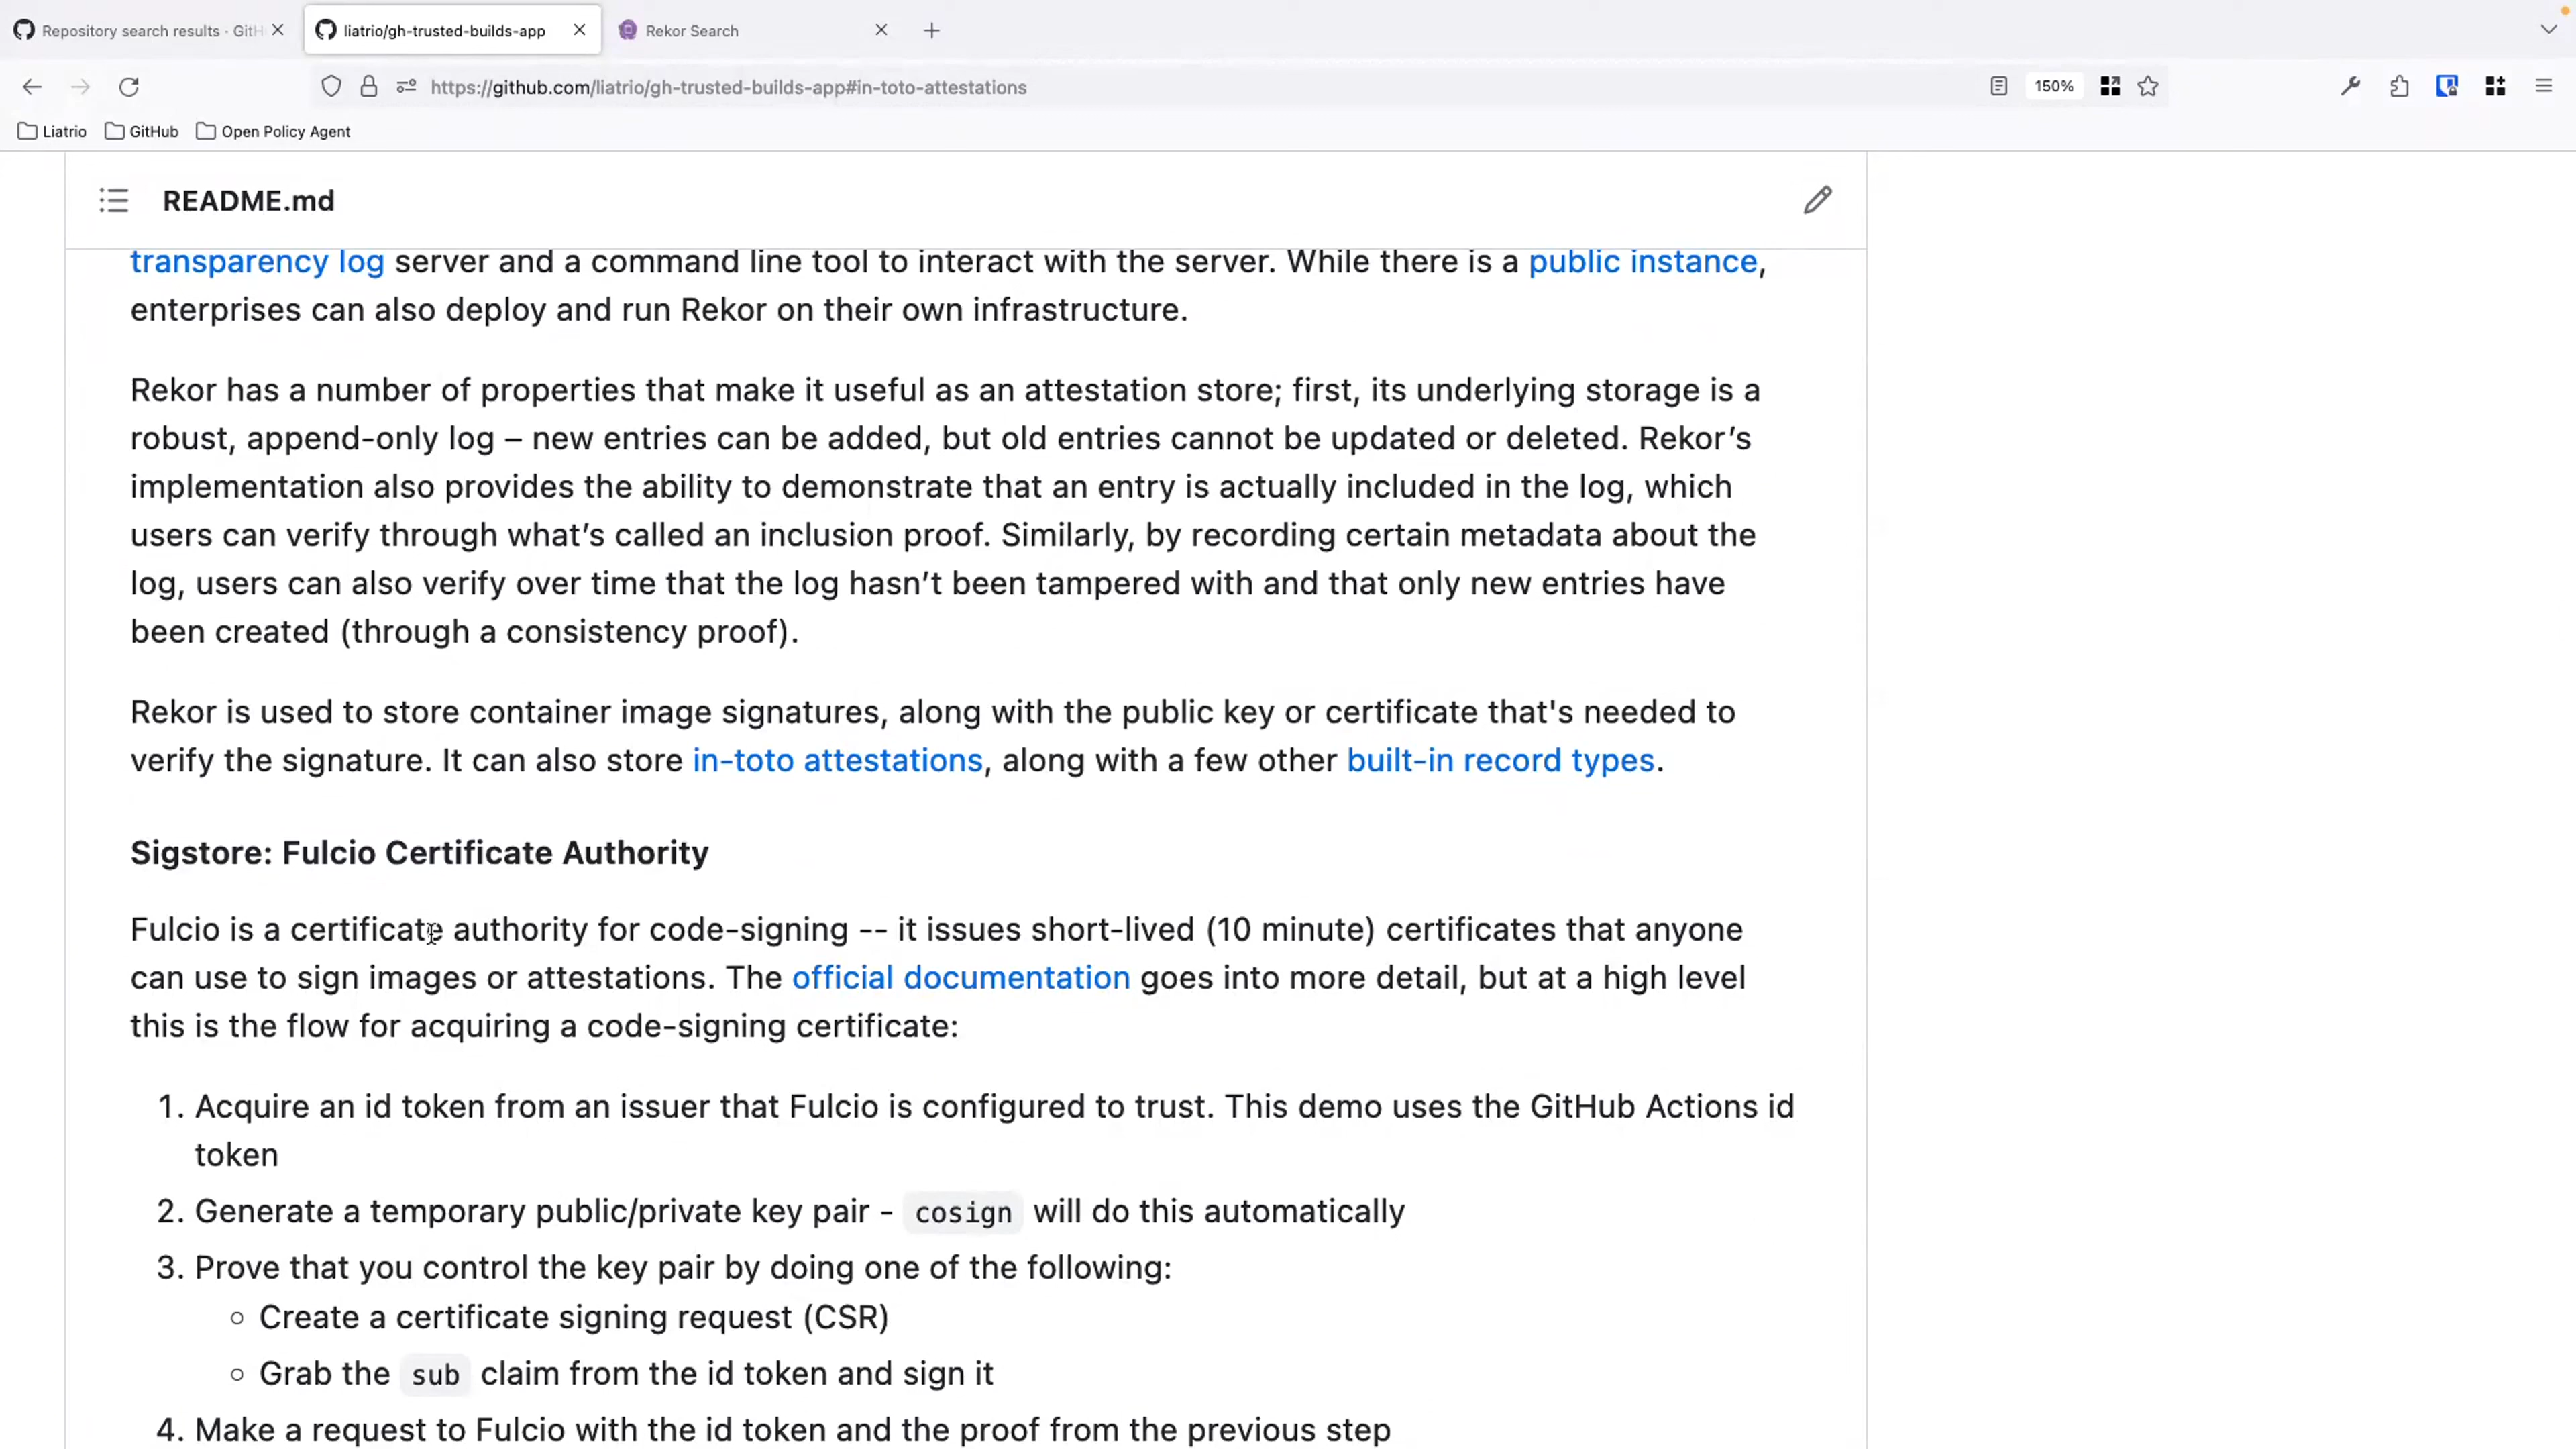 Repository search results · GitH
liatrio/gh-trusted-builds-app
Rekor Search
https://github.com/liatrio/gh-trusted-builds-app#in-toto-attestations
150%
Liatrio
GitHub
Open Policy Agent
README.md
transparency log server and a command line tool to interact with the server. While there is a public instance,
enterprises can also deploy and run Rekor on their own infrastructure.
Rekor has a number of properties that make it useful as an attestation store; first, its underlying storage is a
robust, append-only log – new entries can be added, but old entries cannot be updated or deleted. Rekor’s
implementation also provides the ability to demonstrate that an entry is actually included in the log, which
users can verify through what’s called an inclusion proof. Similarly, by recording certain metadata about the
log, users can also verify over time that the log hasn’t been tampered with and that only new entries have
been created (through a consistency proof).
Rekor is used to store container image signatures, along with the public key or certificate that's needed to
verify the signature. It can also store in-toto attestations, along with a few other built-in record types.
Sigstore: Fulcio Certificate Authority
Fulcio is a certificate authority for code-signing -- it issues short-lived (10 minute) certificates that anyone
can use to sign images or attestations. The official documentation goes into more detail, but at a high level
this is the flow for acquiring a code-signing certificate:
1. Acquire an id token from an issuer that Fulcio is configured to trust. This demo uses the GitHub Actions id
token
2. Generate a temporary public/private key pair - cosign will do this automatically
3. Prove that you control the key pair by doing one of the following:
◦ Create a certificate signing request (CSR)
◦ Grab the sub claim from the id token and sign it
4. Make a request to Fulcio with the id token and the proof from the previous step